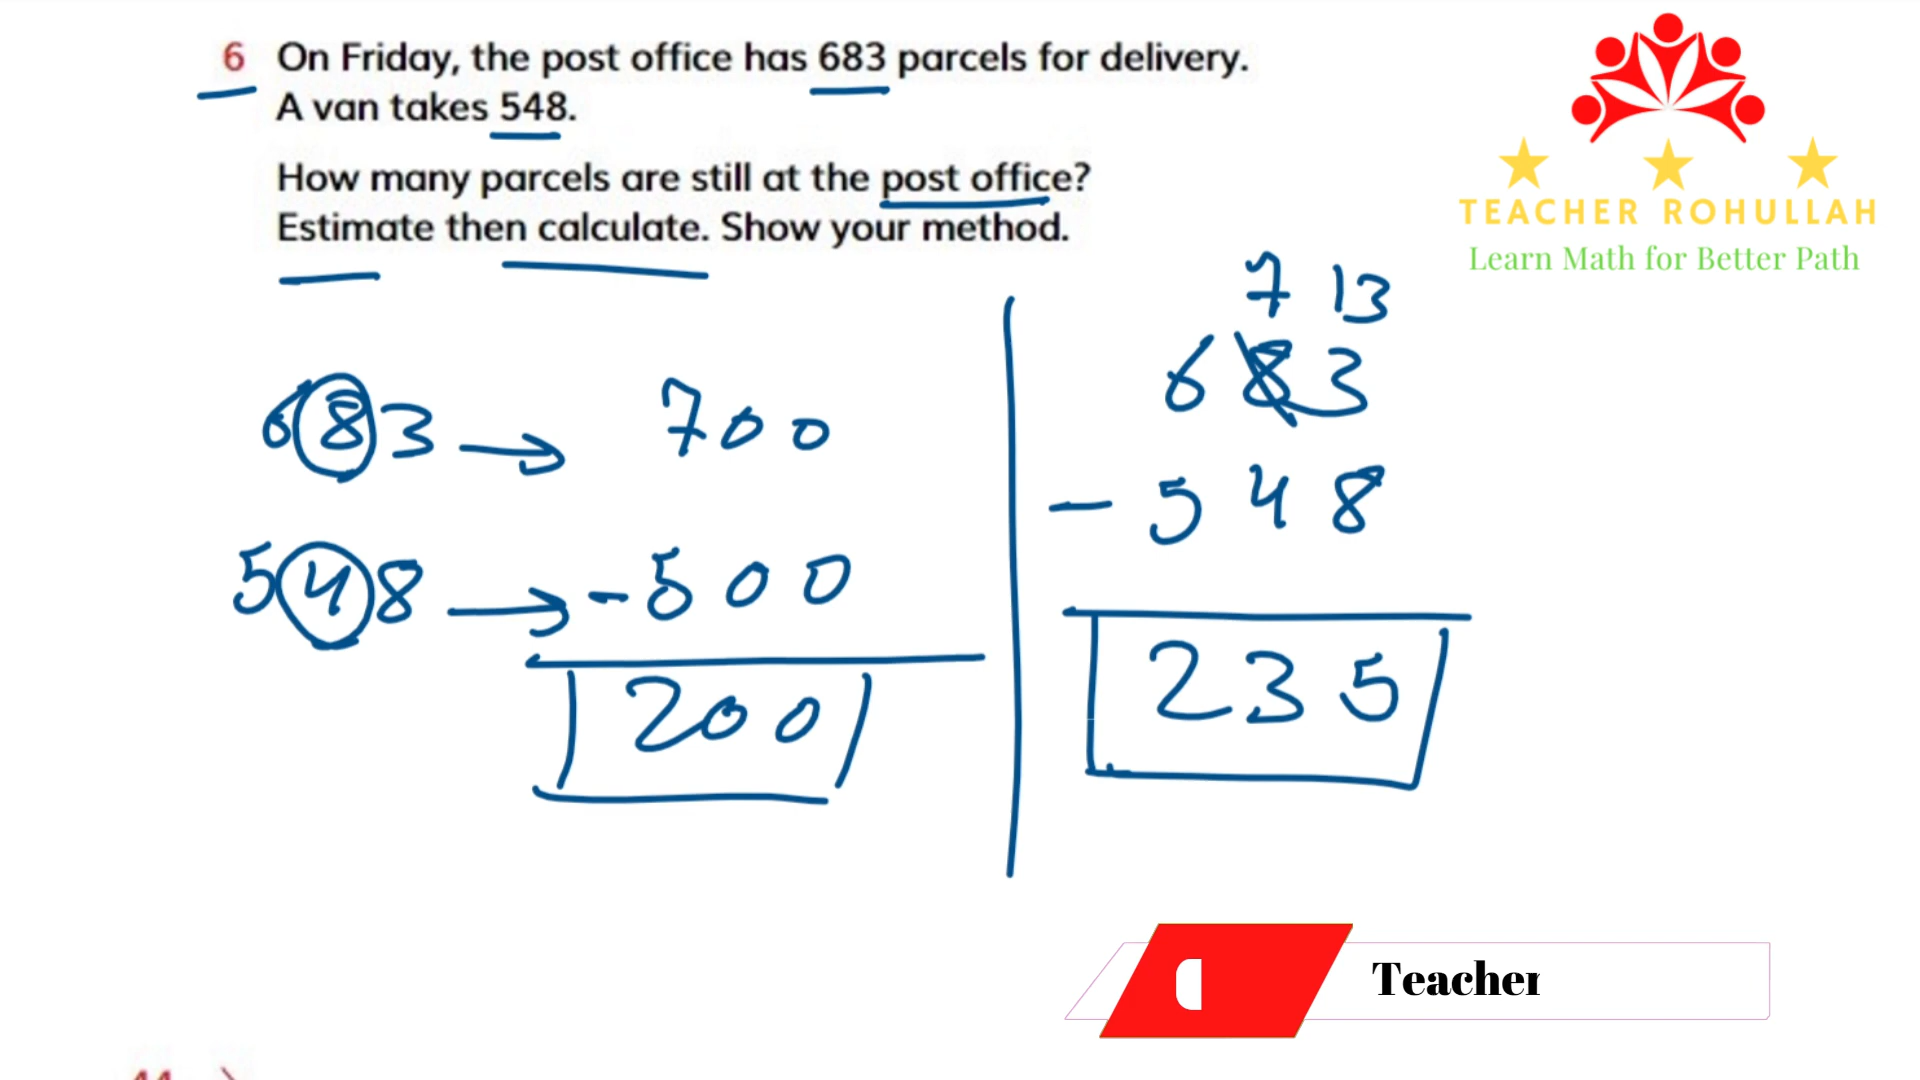 6 On Friday, the post office has 683 parcels for delivery.
A van takes 548.
How many parcels are still at the post office?
Estimate then calculate. Show your method.
TEACHER ROHULLAH
Learn Math for Better Path
683 → 700
548 → - 500
200
7 13
683
- 548
235
Teacher